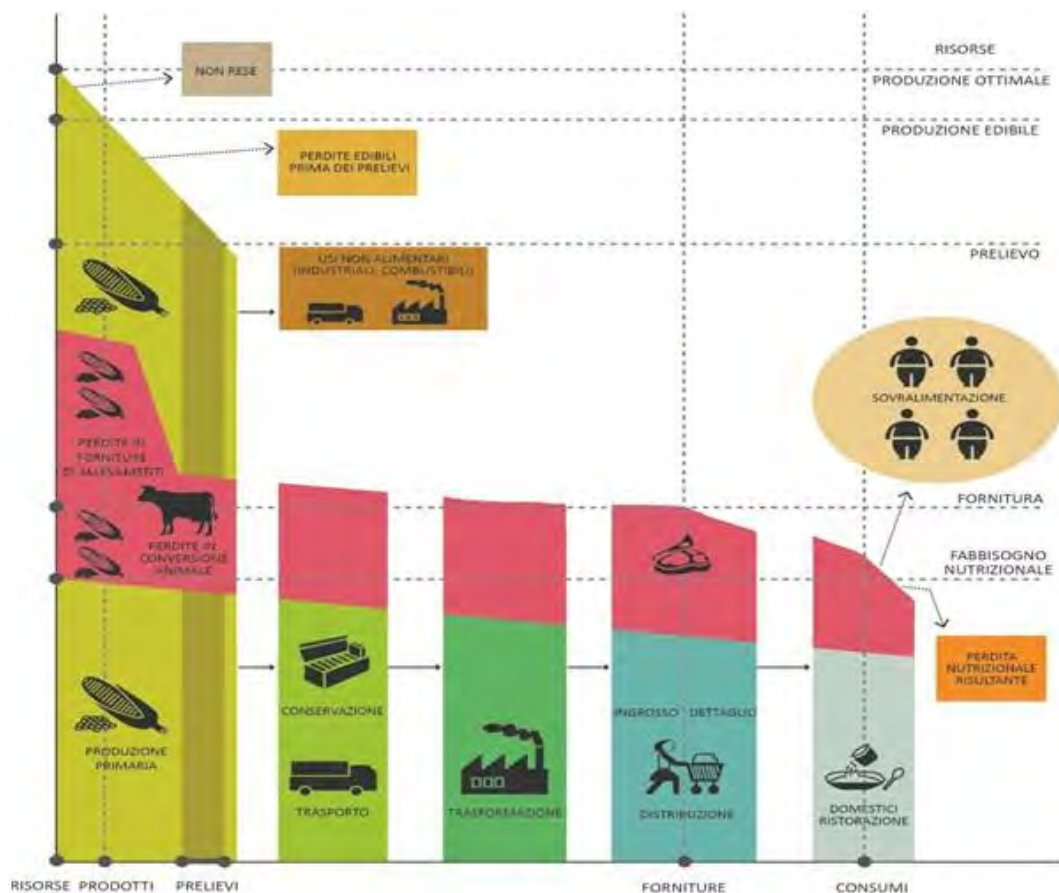 RISORSE
NON RESE
PRODUZIONE OTTIMALE
PRODUZIONE EDIBILE
PERDITE EDIBILI
PRIMA DEI PRELIEVI
PRELIEVO
USI NON ALIMENTARI
(INDUSTRIALI, COMBUSTIBILI)
SOVRALIMENTAZIONE
PERDITE IN
FORNITURE
DI ALLEVAMENTI
FORNITURA
PERDITE IN
CONVERSIONE
ANIMALE
FABBISOGNO
NUTRIZIONALE
PERDITA
NUTRIZIONALE
RISULTANTE
CONSERVAZIONE
INGROSSO DETTAGLIO
PRODUZIONE
PRIMARIA
TRASPORTO
TRASFORMAZIONE
DISTRIBUZIONE
DOMESTICI
RISTORAZIONE
RISORSE PRODOTTI PRELIEVI FORNITURE CONSUMI